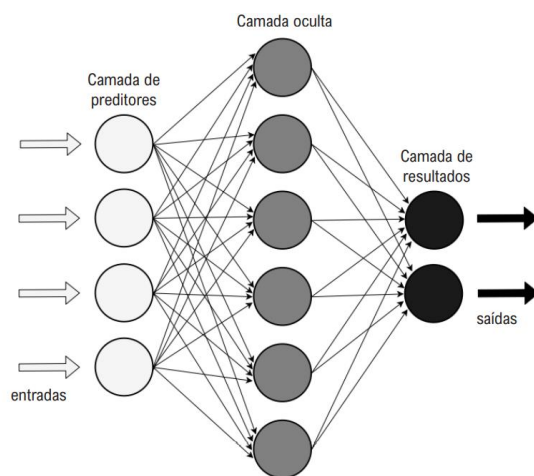 Camada oculta
Camada de
preditores
Camada de
resultados
entradas
saídas